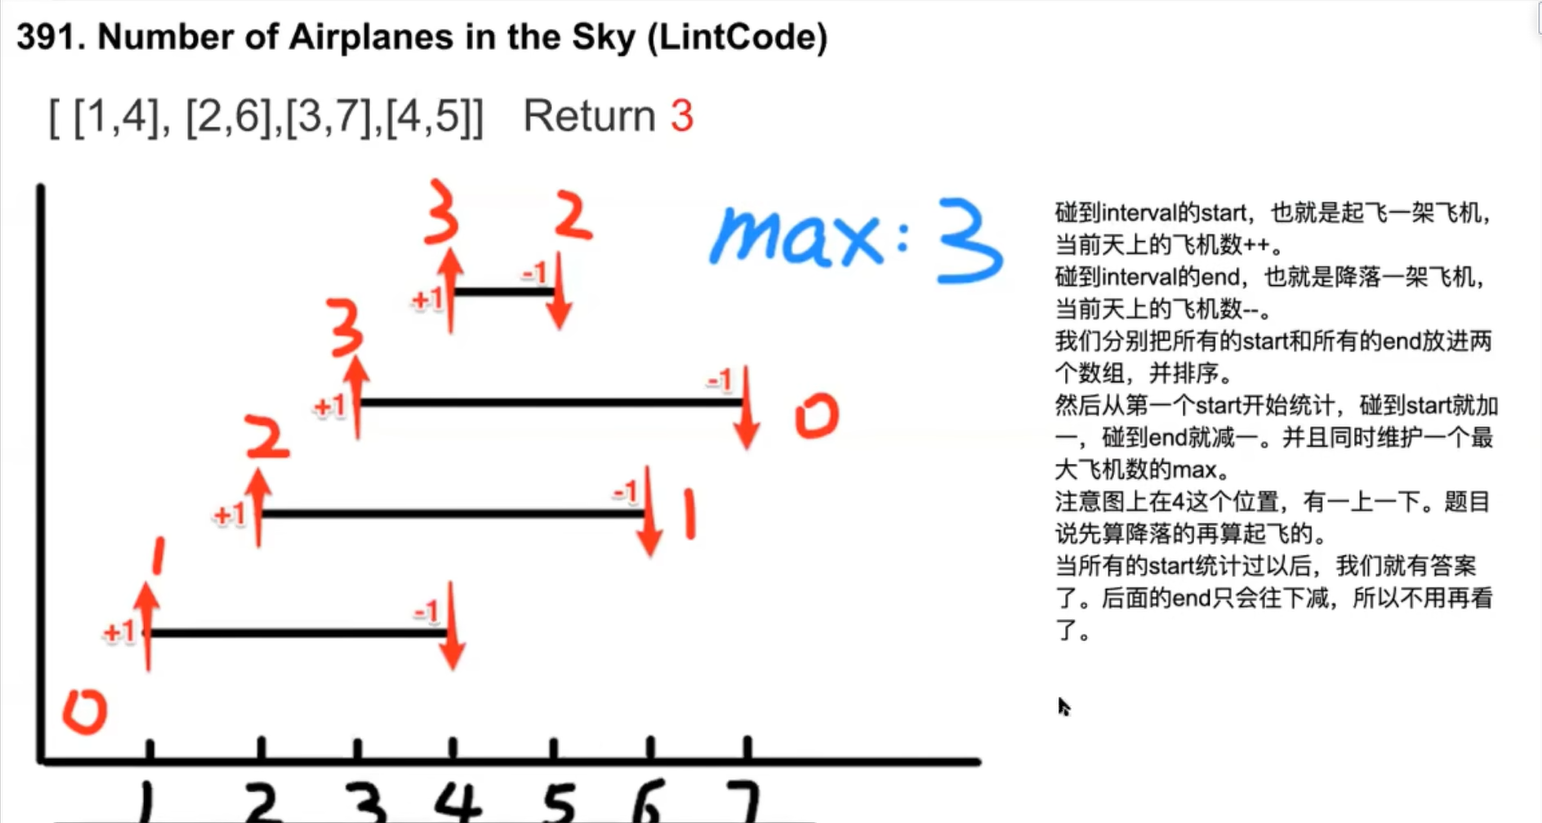 391. Number of Airplanes in the Sky (LintCode)
[ [1,4], [2,6],[3,7],[4,5]] Return 3
3
2
max: 3
-1
+1
3
-1
+1
0
2
-1
+1
1
1
-1
+1
0
1 2 3 4 5 6 7
碰到interval的start，也就是起飞一架飞机，
当前天上的飞机数++。
碰到interval的end，也就是降落一架飞机，
当前天上的飞机数--。
我们分别把所有的start和所有的end放进两
个数组，并排序。
然后从第一个start开始统计，碰到start就加
一，碰到end就减一。并且同时维护一个最
大飞机数的max。
注意图上在4这个位置，有一上一下。题目
说先算降落的再算起飞的。
当所有的start统计过以后，我们就有答案
了。后面的end只会往下减，所以不用再看
了。